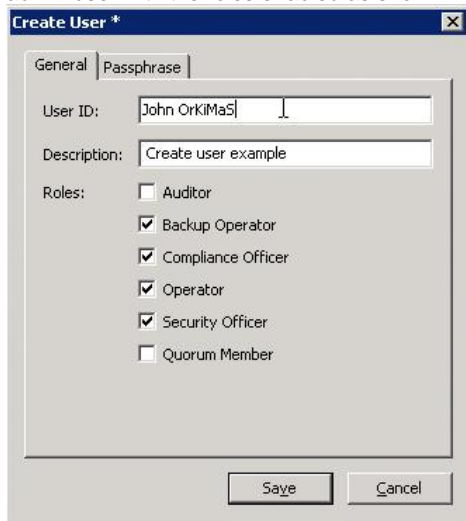 Create User *
General Passphrase
User ID: John OrKiMaS
Description: Create user example
Roles: Auditor
Backup Operator
Compliance Officer
Operator
Security Officer
Quorum Member
Save Cancel